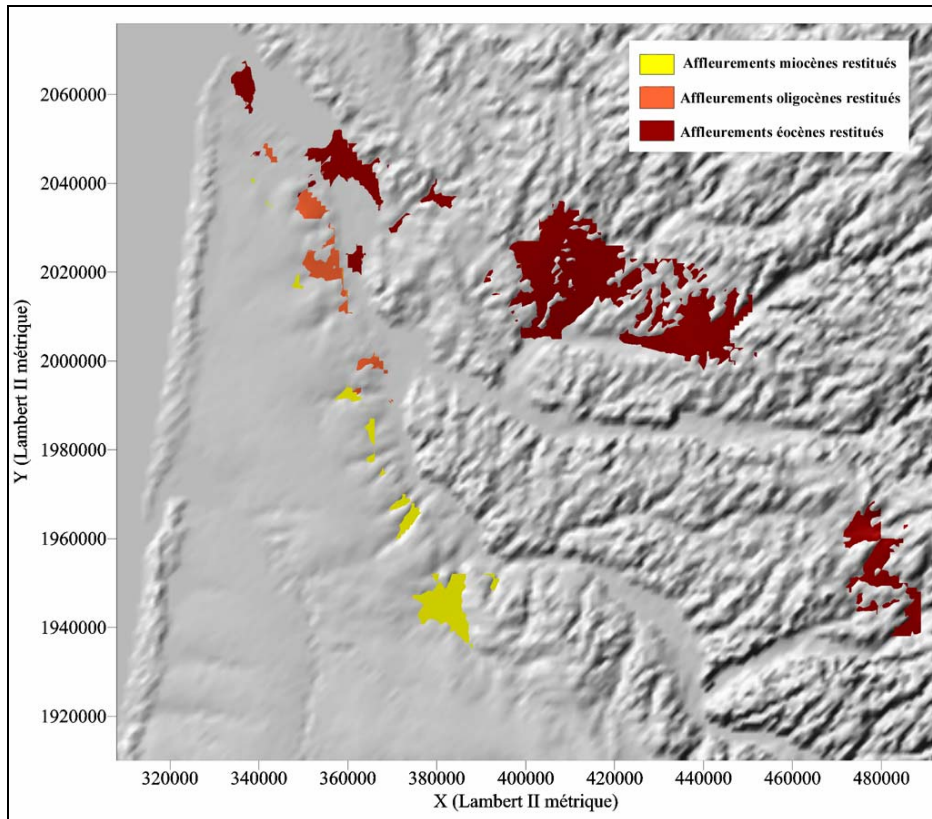 Affleurements miocènes restitués
Affleurements oligocènes restitués
Affleurements éocènes restitués
2060000
2040000
2020000
2000000
1980000
1960000
1940000
1920000
Y (Lambert II métrique)
320000 340000 360000 380000 400000 420000 440000 460000 480000
X (Lambert II métrique)